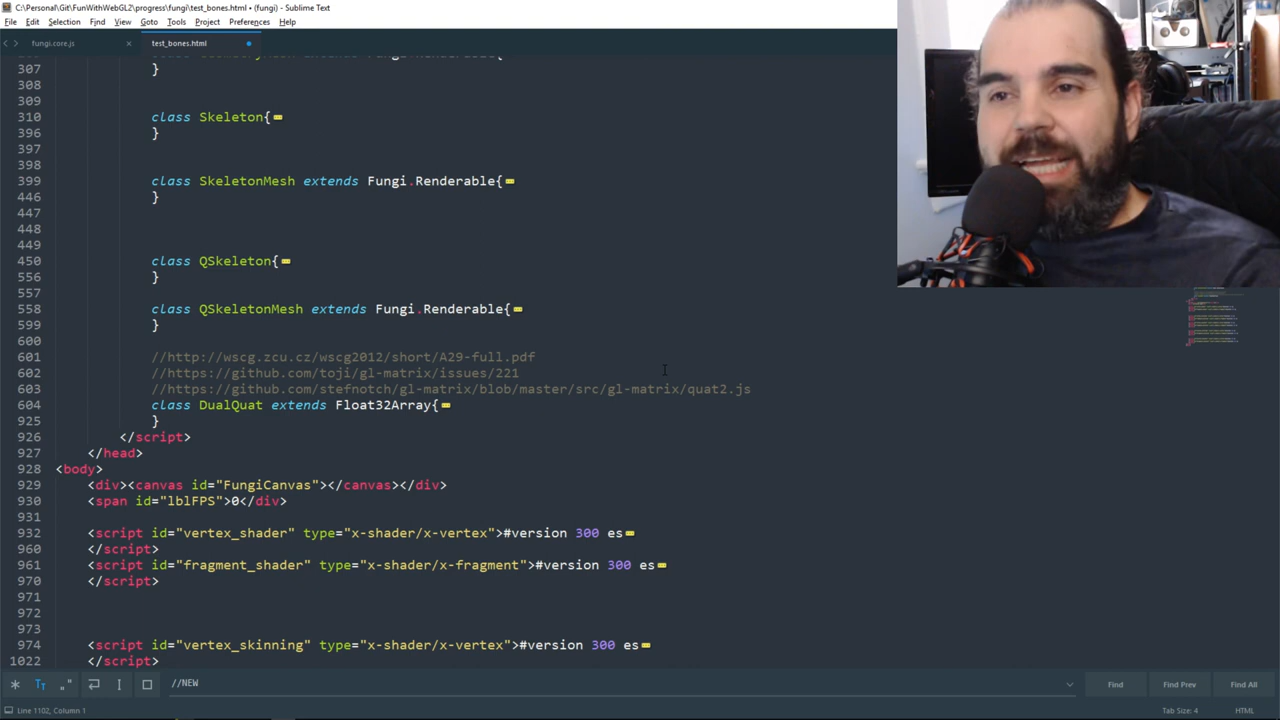 C:\Personal\Git\FunWithWebGL2\progress\fungi\test_bones.html • (fungi) - Sublime Text
File Edit Selection Find View Goto Tools Project Preferences Help
fungi.core.js × test_bones.html
307 }
308
309
310 class Skeleton{
396 }
397
398
399 class SkeletonMesh extends Fungi.Renderable{
446 }
447
448
449
450 class QSkeleton{
556 }
557
558 class QSkeletonMesh extends Fungi.Renderable{
599 }
600
601 //http://wscg.zcu.cz/wscg2012/short/A29-full.pdf
602 //https://github.com/toji/gl-matrix/issues/221
603 //https://github.com/stefnotch/gl-matrix/blob/master/src/gl-matrix/quat2.js
604 class DualQuat extends Float32Array{
925 }
926 </script>
927 </head>
928 <body>
929 <div><canvas id="FungiCanvas"></canvas></div>
930 <span id="lblFPS">0</div>
931
932 <script id="vertex_shader" type="x-shader/x-vertex">#version 300 es
960 </script>
961 <script id="fragment_shader" type="x-shader/x-fragment">#version 300 es
970 </script>
971
972
973
974 <script id="vertex_skinning" type="x-shader/x-vertex">#version 300 es
1022 </script>
//NEW Find Find Prev Find All
Line 1102, Column 1 Tab Size: 4 HTML